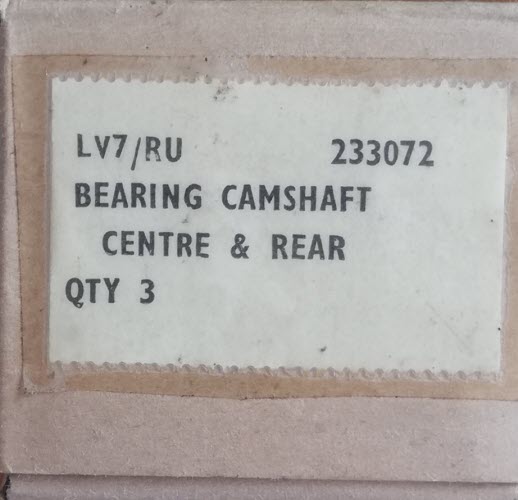 LV7/RU 233072
BEARING CAMSHAFT
CENTRE & REAR
QTY 3